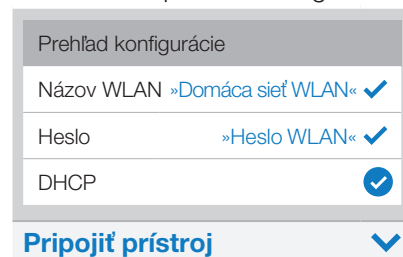 Prehľad konfigurácie
Názov WLAN »Domáca sieť WLAN«
Heslo »Heslo WLAN«
DHCP
Pripojiť prístroj